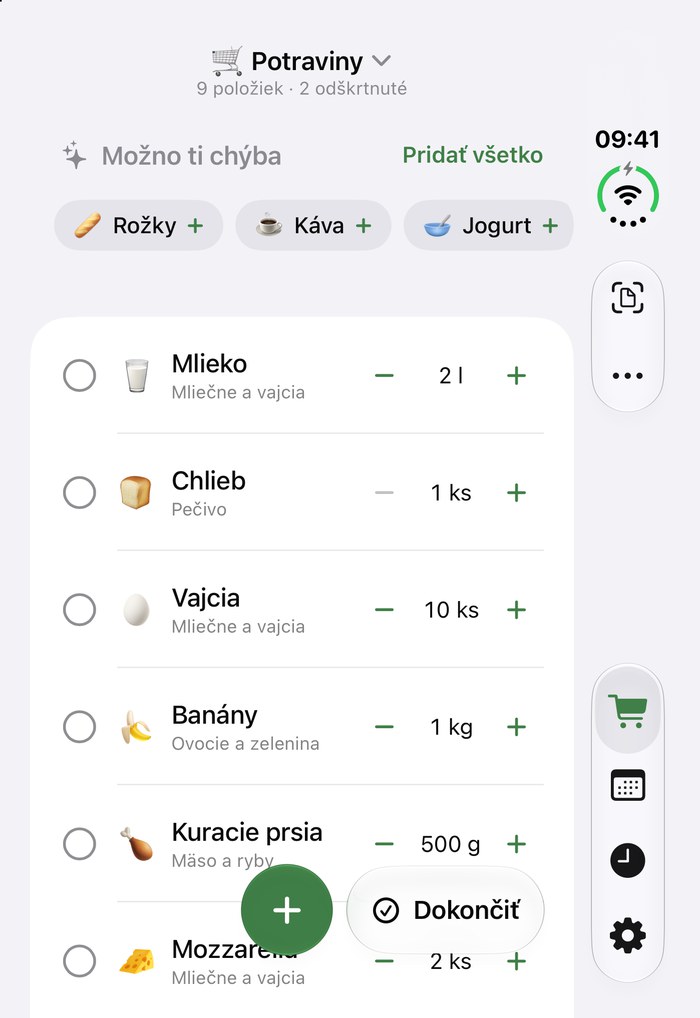 Potraviny
9 položiek · 2 odškrtnuté
09:41
Možno ti chýba
Pridať všetko
Rožky +
Káva +
Jogurt +
Mlieko
Mliečne a vajcia
− 2 l +
Chlieb
Pečivo
− 1 ks +
Vajcia
Mliečne a vajcia
− 10 ks +
Banány
Ovocie a zelenina
− 1 kg +
Kuracie prsia
Mäso a ryby
− 500 g +
+
Dokončiť
Mozzarella
Mliečne a vajcia
− 2 ks +